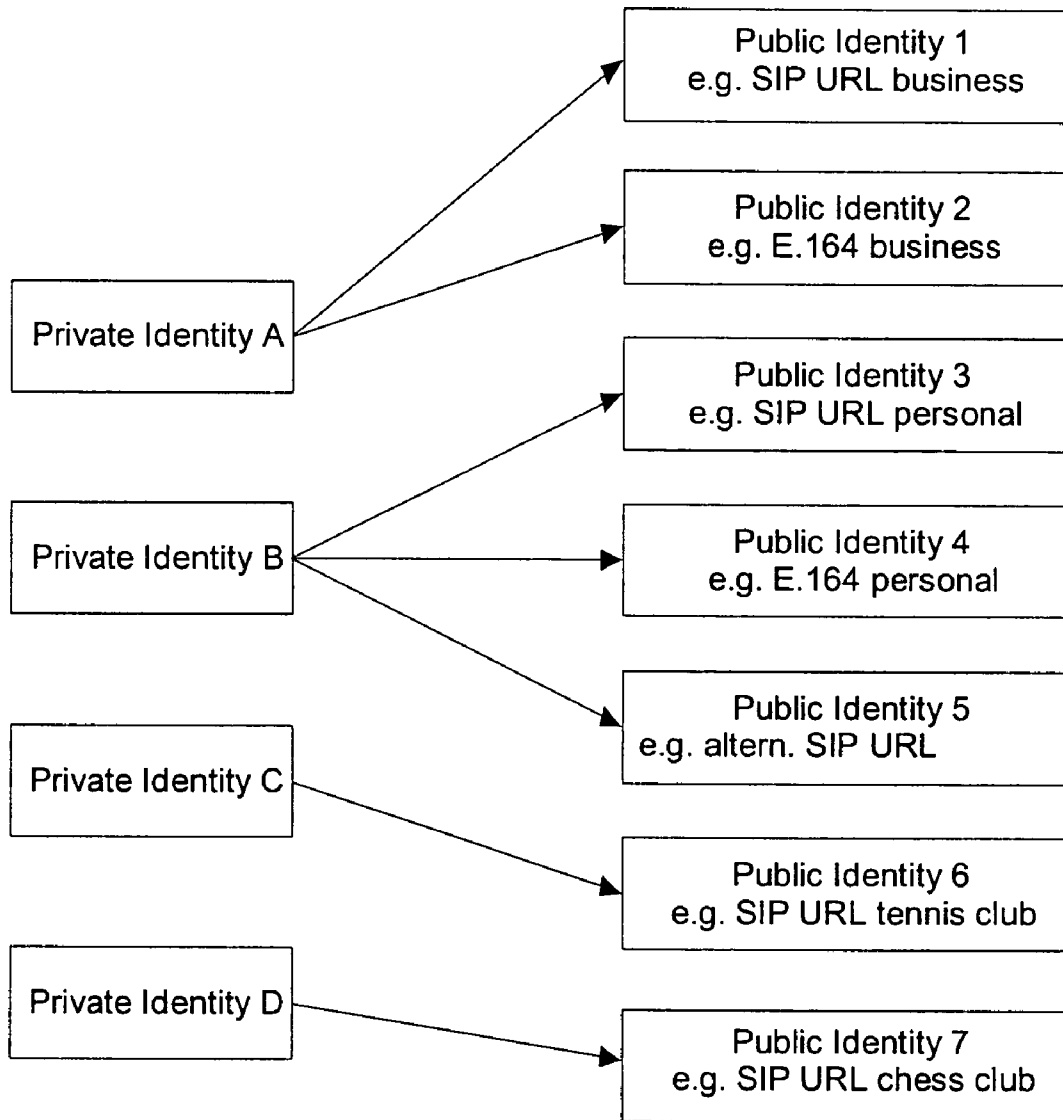 Public Identity 1
e.g. SIP URL business
Public Identity 2
e.g. E.164 business
Private Identity A
Public Identity 3
e.g. SIP URL personal
Private Identity B
Public Identity 4
e.g. E.164 personal
Public Identity 5
e.g. altern. SIP URL
Private Identity C
Public Identity 6
e.g. SIP URL tennis club
Private Identity D
Public Identity 7
e.g. SIP URL chess club